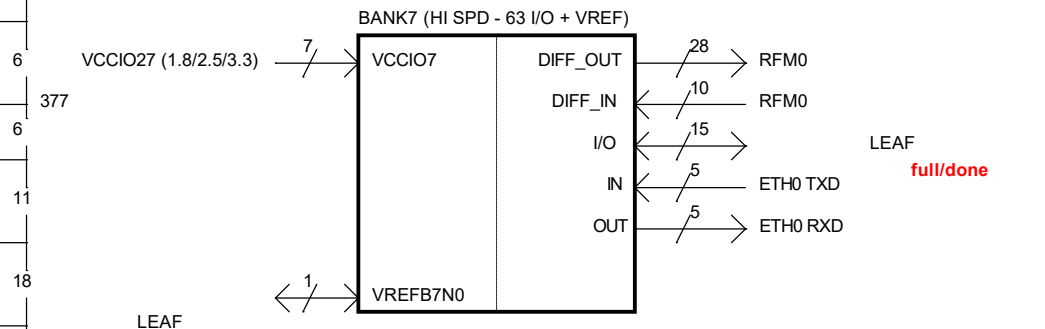 BANK7 (HI SPD - 63 I/O + VREF)
6 VCCIO27 (1.8/2.5/3.3) 7 VCCIO7 DIFF_OUT 28 RFM0
377 DIFF_IN 10 RFM0
6 I/O 15 LEAF
full/done
11 IN 5 ETH0 TXD
OUT 5 ETH0 RXD
18 1 VREFB7N0
LEAF